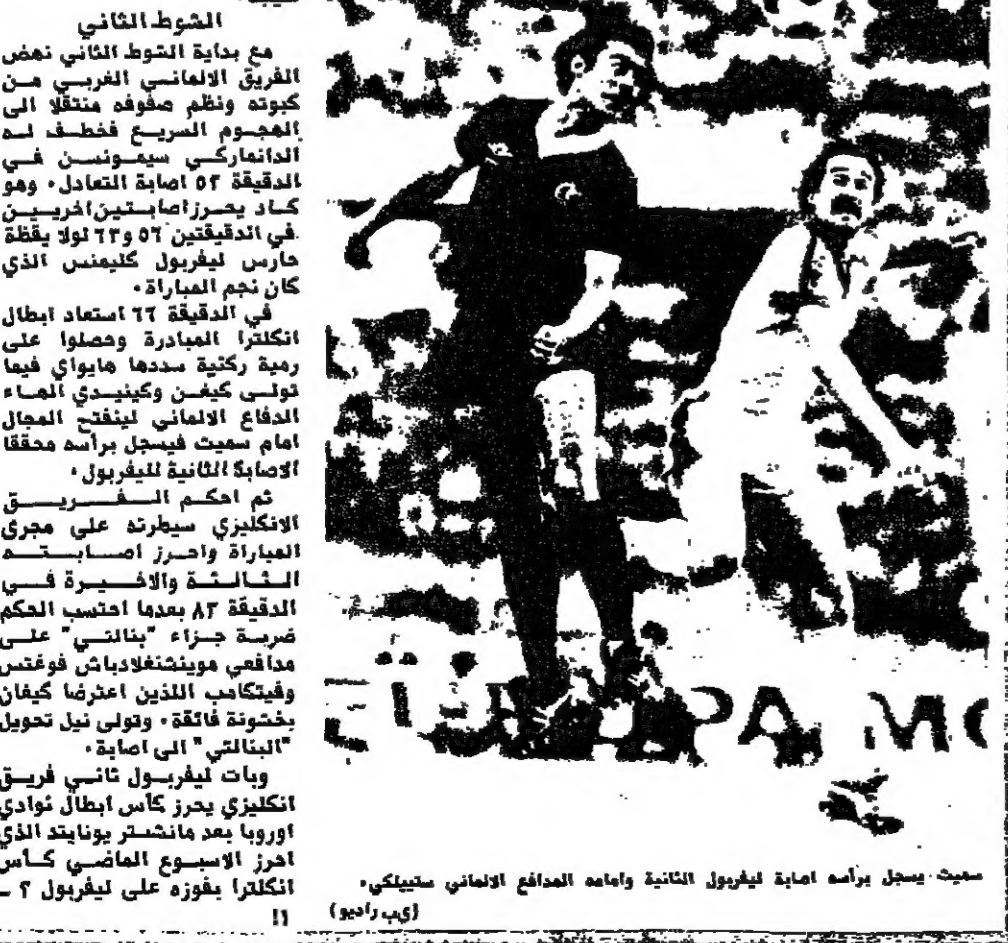 الشوط الثاني
مع بداية الشوط الثاني نهض
الفريق الالماني الغربي من
كبوته ونظم صفوفه منتقلا الى
الهجوم السريع فخطف له
الدانماركي سيمونسن في
الدقيقة ٥٢ اصابة التعادل، وهو
كاد يحرز اصابتين اخريين
في الدقيقتين ٥٦ و٦٣ لولا يقظة
حارس ليفربول كليمنس الذي
كان نجم المباراة،
في الدقيقة ٦٦ استعاد ابطال
انكلترا المبادرة وحصلوا على
رمية ركنية سددها هايواي فيما
تولى كيغن وكينيدي الهاء
الدفاع الالماني لينفتح المجال
امام سميث فيسجل برأسه محققا
الاصابة الثانية لليفربول،
ثم احكم الفريق
الانكليزي سيطرته على مجرى
المباراة واحرز اصابته
الثالثة والاخيرة في
الدقيقة ٨٣ بعدما احتسب الحكم
ضربة جزاء "بنالتي" على
مدافعي موينشنغلادباش فوغتس
وفيتكامب اللذين اعترضا كيغان
بخشونة فائقة، وتولى نيل تحويل
"البنالتي" الى اصابة،
وبات ليفربول ثاني فريق
انكليزي يحرز كأس ابطال نوادي
اوروبا بعد مانشستر يونايتد الذي
احرز الاسبوع الماضي كأس
انكلترا بفوزه على ليفربول ٢ ـ
١!
PA MO
سميث يسجل برأسه اصابة ليفربول الثانية وامامه المدافع الالماني ستييلكي،
(ي ب راديو)